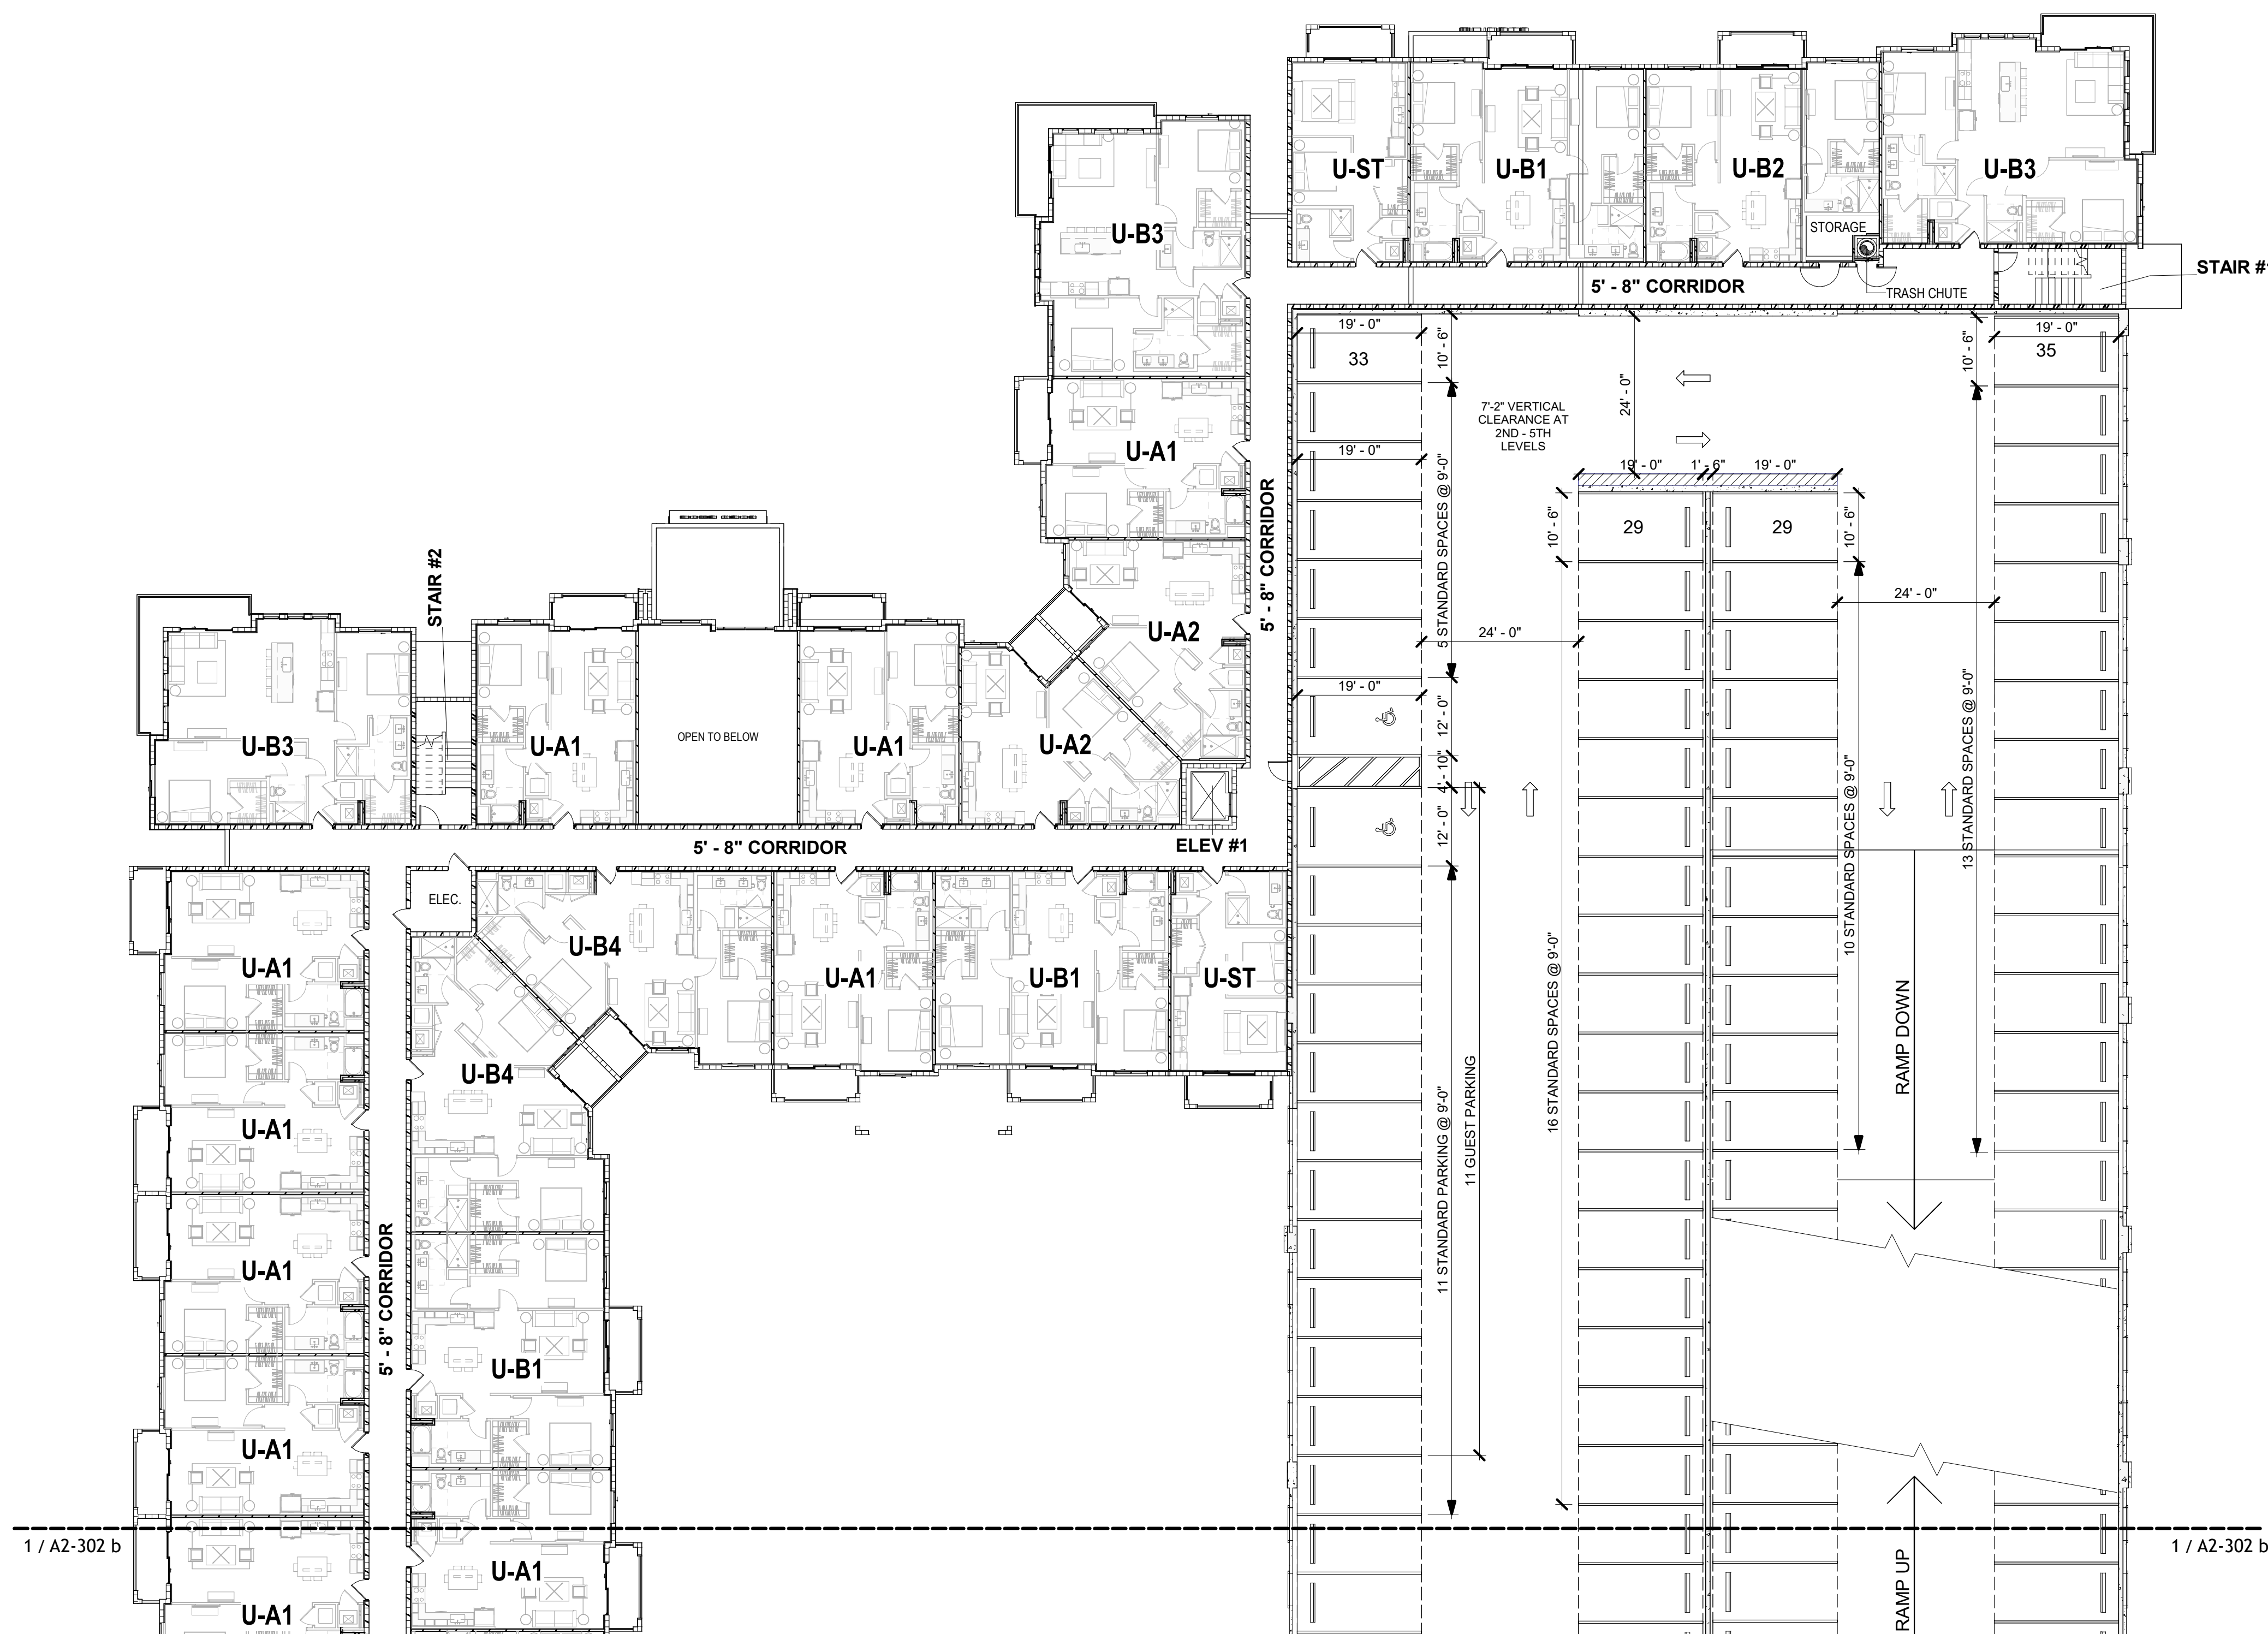 U-ST
U-B1
U-B2
U-B3
STORAGE
TRASH CHUTE
5' - 8" CORRIDOR
U-B3
19' - 0"
33
10' - 6"
24' - 0"
10' - 6"
19' - 0"
35
7'-2" VERTICAL
CLEARANCE AT
2ND - 5TH
LEVELS
U-A1
19' - 0"
5 STANDARD SPACES @ 9'-0"
19' - 0"
1' - 6"
19' - 0"
10' - 6"
29
29
10' - 6"
5' - 8" CORRIDOR
STAIR #2
U-A2
24' - 0"
24' - 0"
19' - 0"
12' - 0"
13 STANDARD SPACES @ 9'-0"
U-B3
U-A1
OPEN TO BELOW
U-A1
U-A2
4' - 10"
12' - 0"
10 STANDARD SPACES @ 9'-0"
5' - 8" CORRIDOR
ELEV #1
ELEC.
U-A1
U-B4
U-A1
U-B1
U-ST
16 STANDARD SPACES @ 9'-0"
RAMP DOWN
U-B4
U-A1
11 STANDARD PARKING @ 9'-0"
11 GUEST PARKING
U-A1
5' - 8" CORRIDOR
U-B1
U-A1
1 / A2-302 b
1 / A2-302 b
U-A1
RAMP UP
U-A1